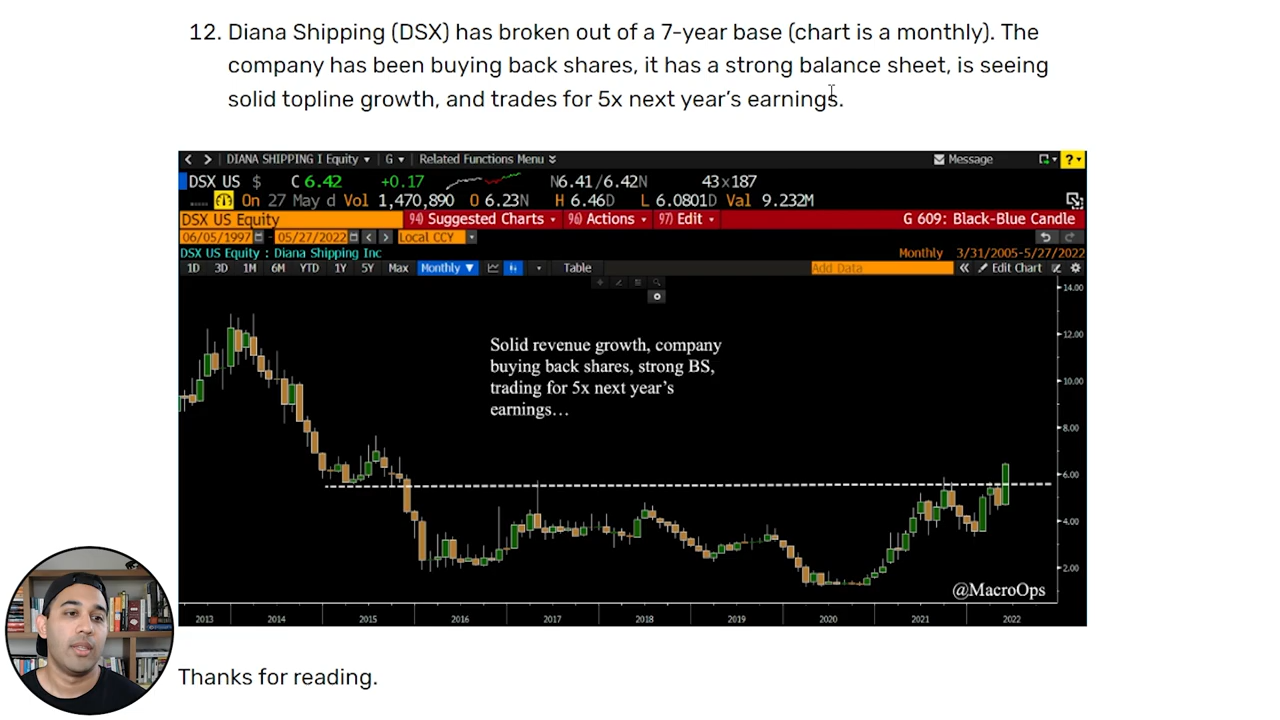 12. Diana Shipping (DSX) has broken out of a 7-year base (chart is a monthly). The
company has been buying back shares, it has a strong balance sheet, is seeing
solid topline growth, and trades for 5x next year’s earnings.
DIANA SHIPPING I Equity G Related Functions Menu Message ?
DSX US $ C 6.42 +0.17 N6.41/6.42N 43x187
On 27 May d Vol 1,470,890 O 6.23N H 6.46D L 6.0801D Val 9.232M
DSX US Equity 94) Suggested Charts 96) Actions 97) Edit G 609: Black-Blue Candle
06/05/1997 - 05/27/2022 Local CCY
DSX US Equity : Diana Shipping Inc Monthly 3/31/2005-5/27/2022
1D 3D 1M 6M YTD 1Y 5Y Max Monthly ▼ Table Add Data « Edit Chart
14.00
12.00
Solid revenue growth, company
buying back shares, strong BS,
trading for 5x next year’s
earnings...
10.00
8.00
6.00
4.00
2.00
@MacroOps
2013 2014 2015 2016 2017 2018 2019 2020 2021 2022
Thanks for reading.